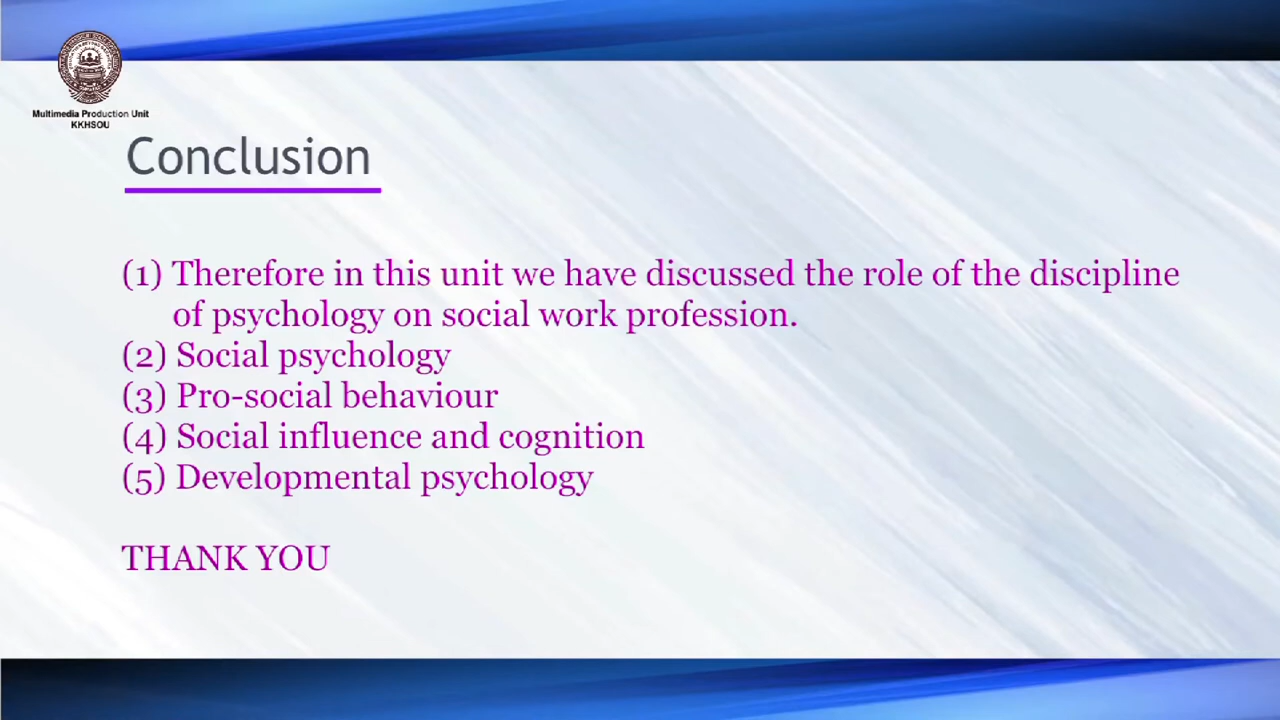 Multimedia Production Unit
KKHSOU
Conclusion
(1) Therefore in this unit we have discussed the role of the discipline
of psychology on social work profession.
(2) Social psychology
(3) Pro-social behaviour
(4) Social influence and cognition
(5) Developmental psychology
THANK YOU